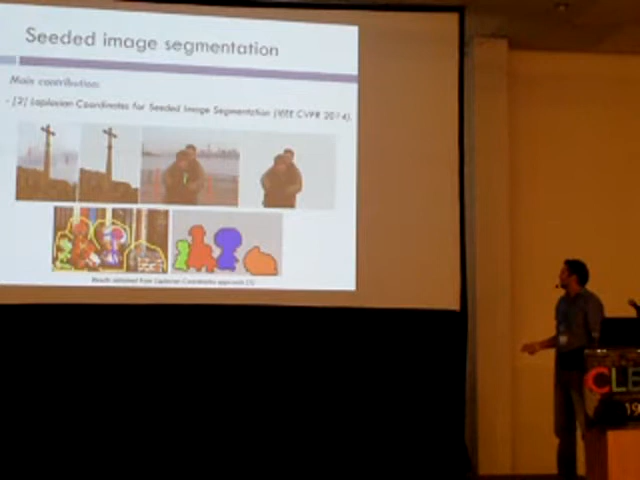 Seeded image segmentation
Main contribution:
- [2] Laplacian Coordinates for Seeded Image Segmentation (IEEE CVPR 2014).
Results obtained from Laplacian Coordinates approach [2]
CLE
19